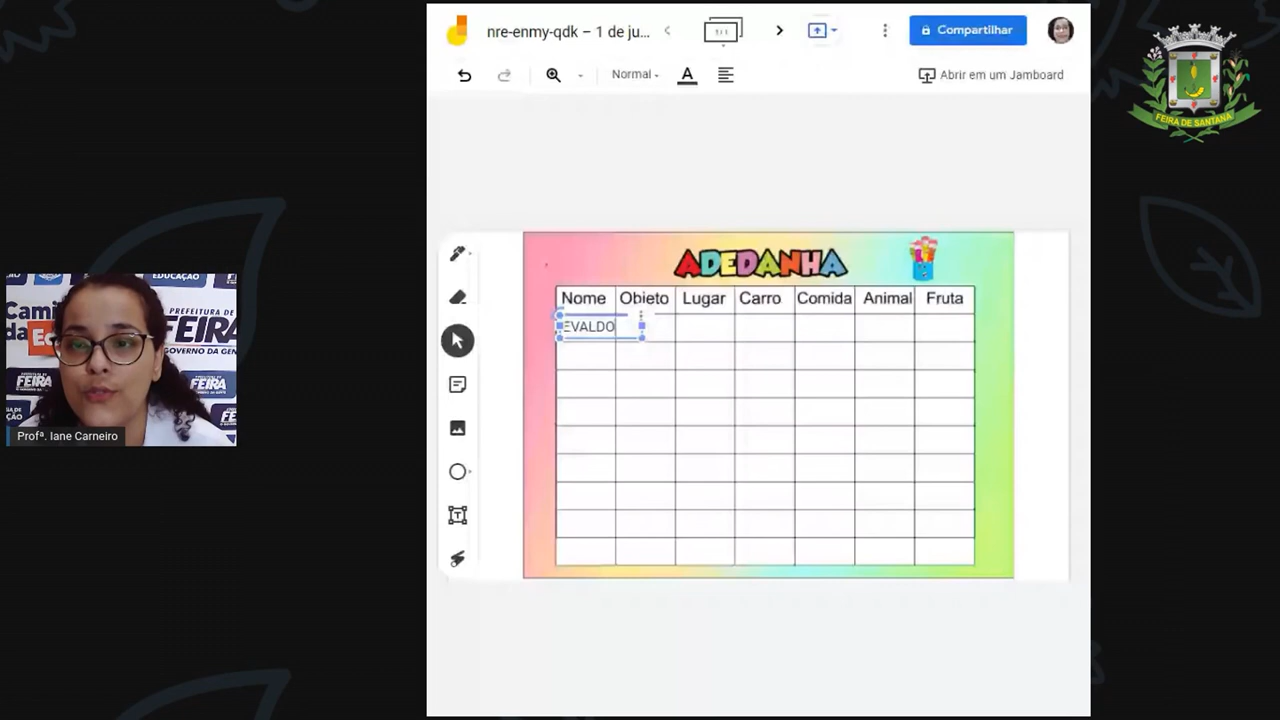 nre-enmy-qdk – 1 de ju...
Compartilhar
Normal
A
Abrir em um Jamboard
FEIRA DE SANTANA
ADEDANHA
Nome Objeto Lugar Carro Comida Animal Fruta
EVALDO
EDUCAÇÃO
PREFEITURA DE
FEIRA
GOVERNO DA GEN
FEIRA
FEIRA
Profª. Iane Carneiro